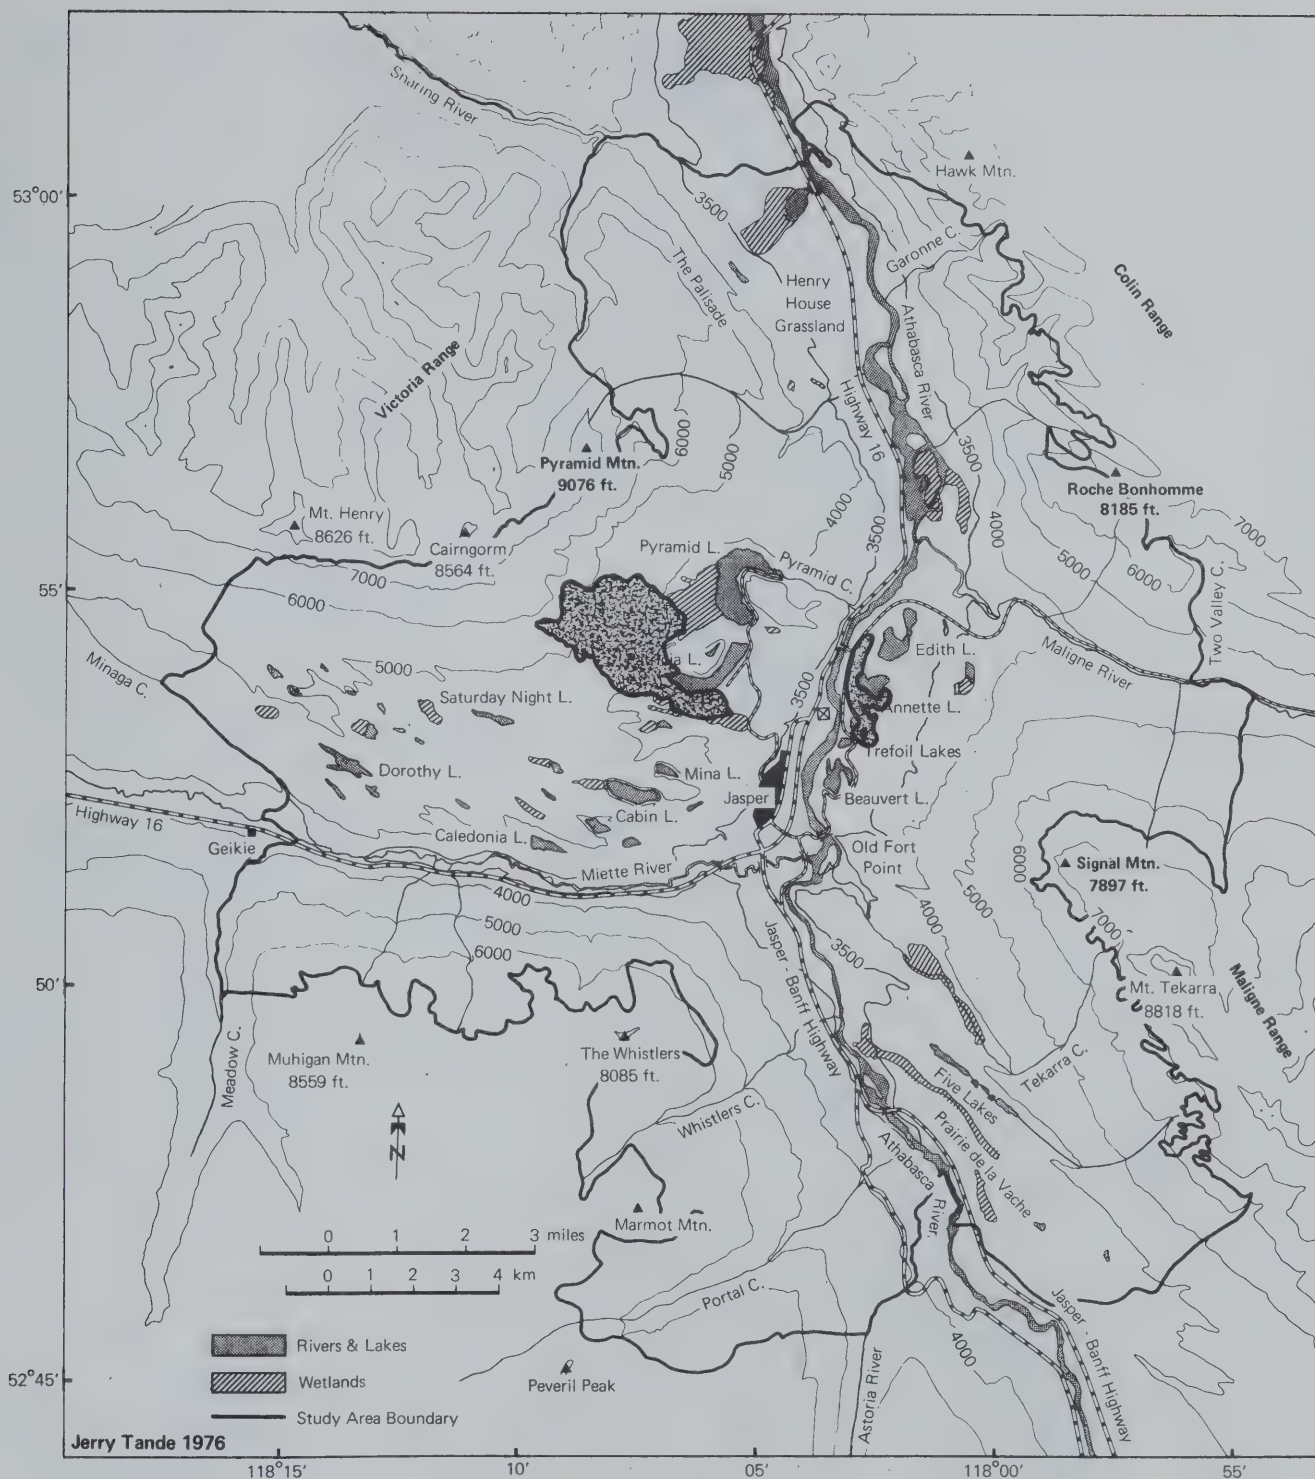 Snaring River
Hawk Mtn.
53°00'
3500
Garonne C.
The Palisade
Colin Range
Henry
House
Grassland
Athabasca River
Victoria Range
Highway 16
6000
5000
3500
Pyramid Mtn.
9076 ft.
4000
Roche Bonhomme
8185 ft.
Mt. Henry
8626 ft.
3500
4000
7000
Cairngorm
8564 ft.
Pyramid L.
Pyramid C.
5000
6000
7000
55'
6000
Two Valley C.
Minaga C.
5000
Edith L.
Maligne River
3500
Saturday Night L.
Annette L.
Trefoil Lakes
Dorothy L.
Mina L.
Jasper
Beauvert L.
Highway 16
Cabin L.
Geikie
Caledonia L.
Old Fort
Point
6000
Signal Mtn.
7897 ft.
Miette River
4000
5000
6000
5000
4000
7000
Jasper - Banff Highway
3500
50'
Mt. Tekarra
8818 ft.
Maligne Range
Meadow C.
Muhigan Mtn.
8559 ft.
The Whistlers
8085 ft.
Five Lakes
Tekarra C.
Whistlers C.
N
Athabasca River
Prairie de la Vache
Marmot Mtn.
0 1 2 3 miles
0 1 2 3 4 km
Portal C.
Jasper - Banff Highway
4000
Rivers & Lakes
Wetlands
Study Area Boundary
52°45'
Peveril Peak
Astoria River
Jerry Tande 1976
118°15'
10'
05'
118°00'
55'